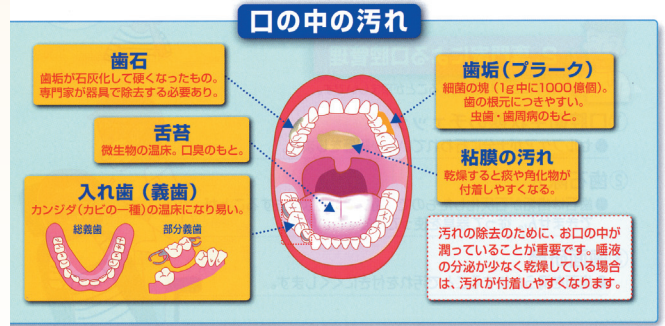 口の中の汚れ
歯石
歯垢が石灰化して硬くなったもの。
専門家が器具で除去する必要あり。
舌苔
微生物の温床。口臭のもと。
入れ歯（義歯）
カンジダ（カビの一種）の温床になり易い。
総義歯
部分義歯
歯垢（プラーク）
細菌の塊（1g中に1000億個）。
歯の根元につきやすい。
虫歯・歯周病のもと。
粘膜の汚れ
乾燥すると痰や角化物が
付着しやすくなる。
汚れの除去のために、お口の中が
潤っていることが重要です。唾液
の分泌が少なく乾燥している場合
は、汚れが付着しやすくなります。